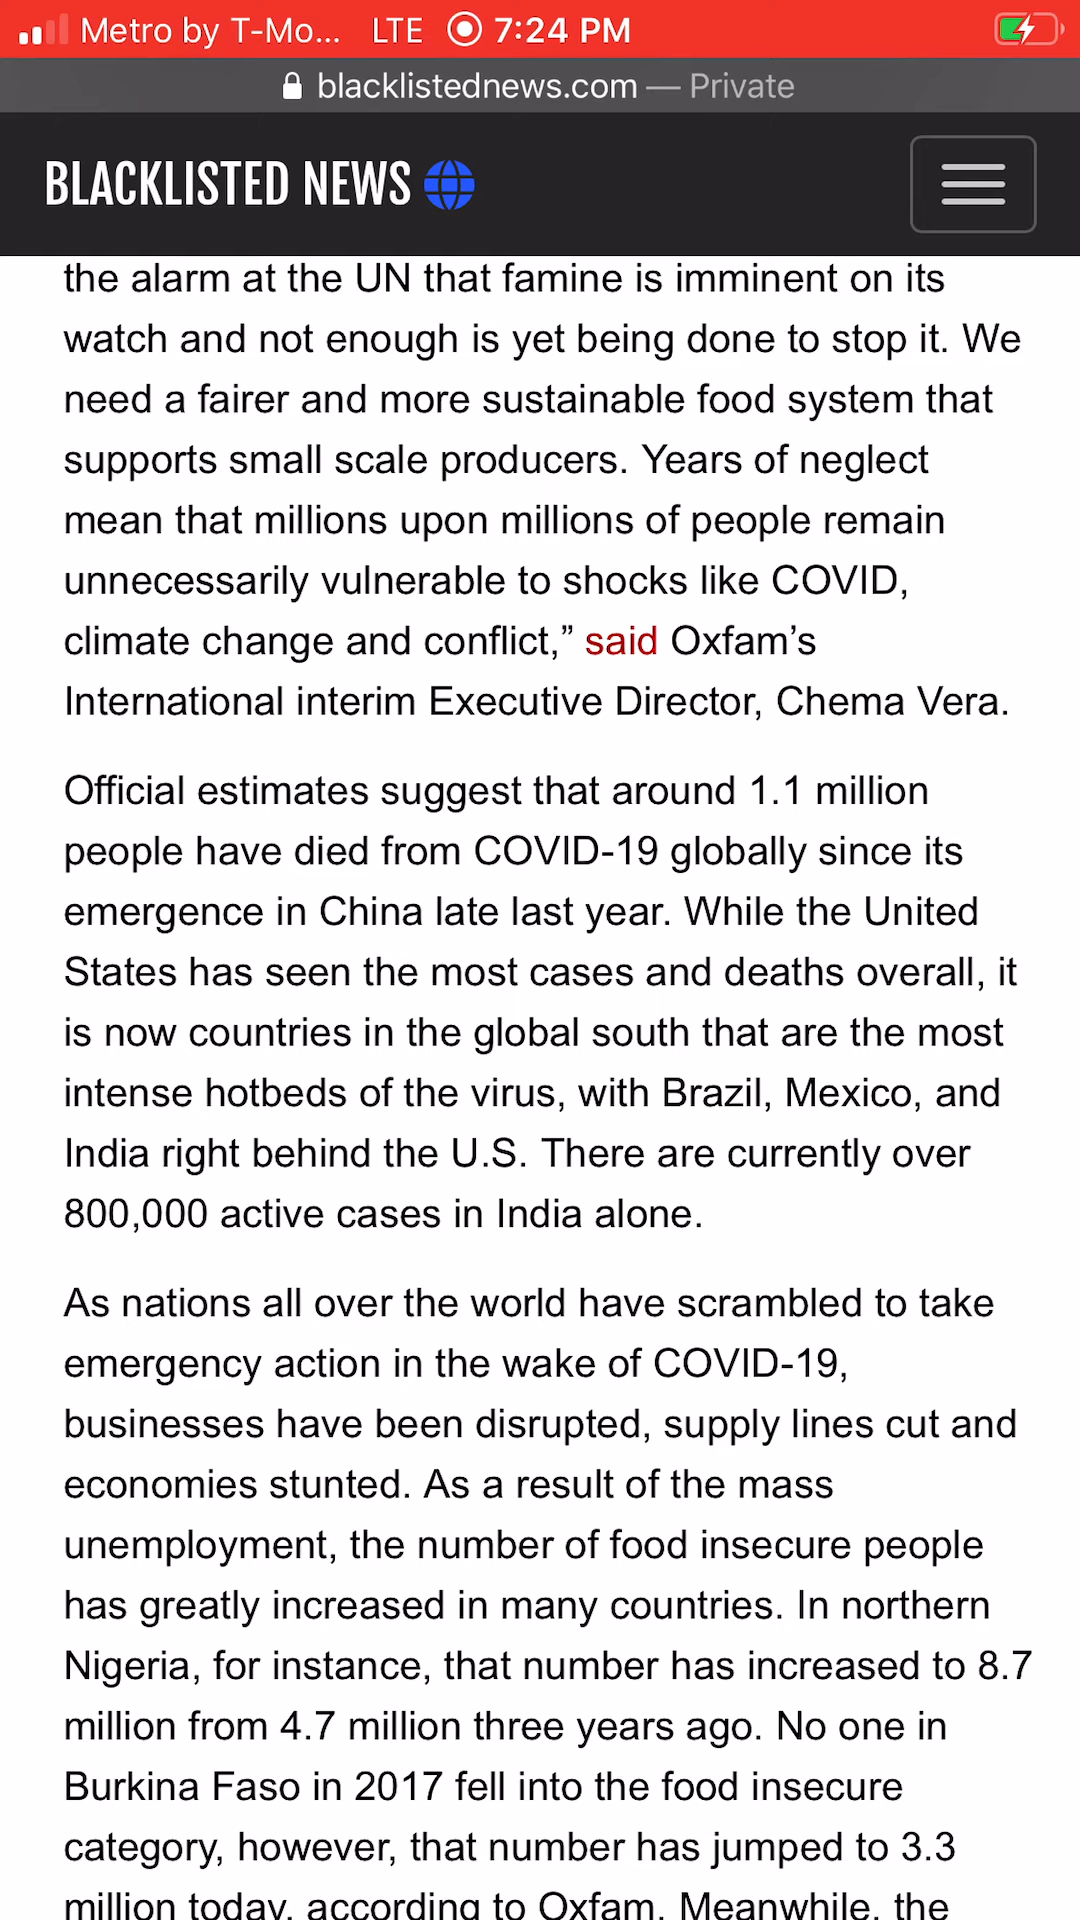 Metro by T-Mo... LTE 7:24 PM
blacklistednews.com — Private
BLACKLISTED NEWS
the alarm at the UN that famine is imminent on its
watch and not enough is yet being done to stop it. We
need a fairer and more sustainable food system that
supports small scale producers. Years of neglect
mean that millions upon millions of people remain
unnecessarily vulnerable to shocks like COVID,
climate change and conflict,” said Oxfam’s
International interim Executive Director, Chema Vera.
Official estimates suggest that around 1.1 million
people have died from COVID-19 globally since its
emergence in China late last year. While the United
States has seen the most cases and deaths overall, it
is now countries in the global south that are the most
intense hotbeds of the virus, with Brazil, Mexico, and
India right behind the U.S. There are currently over
800,000 active cases in India alone.
As nations all over the world have scrambled to take
emergency action in the wake of COVID-19,
businesses have been disrupted, supply lines cut and
economies stunted. As a result of the mass
unemployment, the number of food insecure people
has greatly increased in many countries. In northern
Nigeria, for instance, that number has increased to 8.7
million from 4.7 million three years ago. No one in
Burkina Faso in 2017 fell into the food insecure
category, however, that number has jumped to 3.3
million today, according to Oxfam. Meanwhile, the